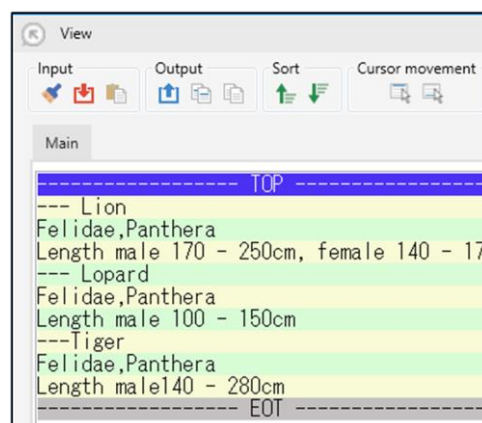 View
Input Output Sort Cursor movement
Main
------------------ TOP -----------------
--- Lion
Felidae,Panthera
Length male 170 - 250cm, female 140 - 17
--- Lopard
Felidae,Panthera
Length male 100 - 150cm
---Tiger
Felidae,Panthera
Length male140 - 280cm
------------------ EOT -----------------